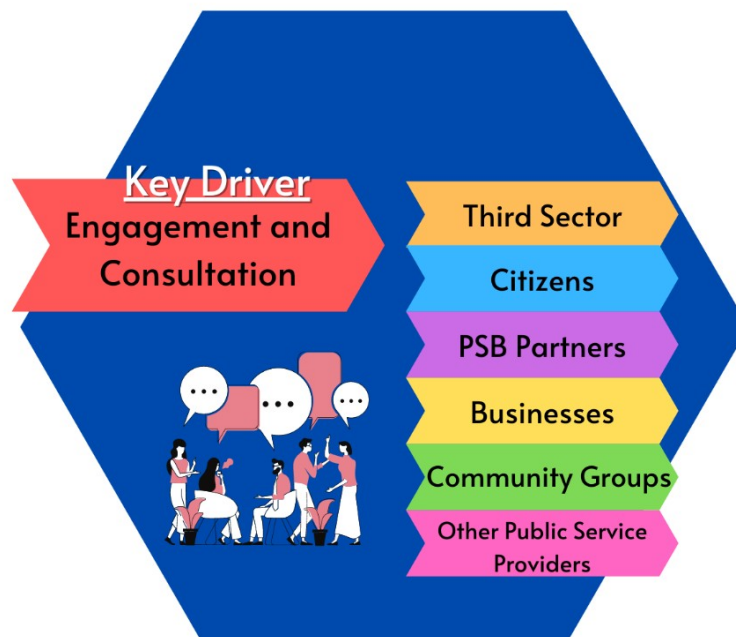 Key Driver
Engagement and
Consultation
Third Sector
Citizens
PSB Partners
Businesses
Community Groups
Other Public Service
Providers